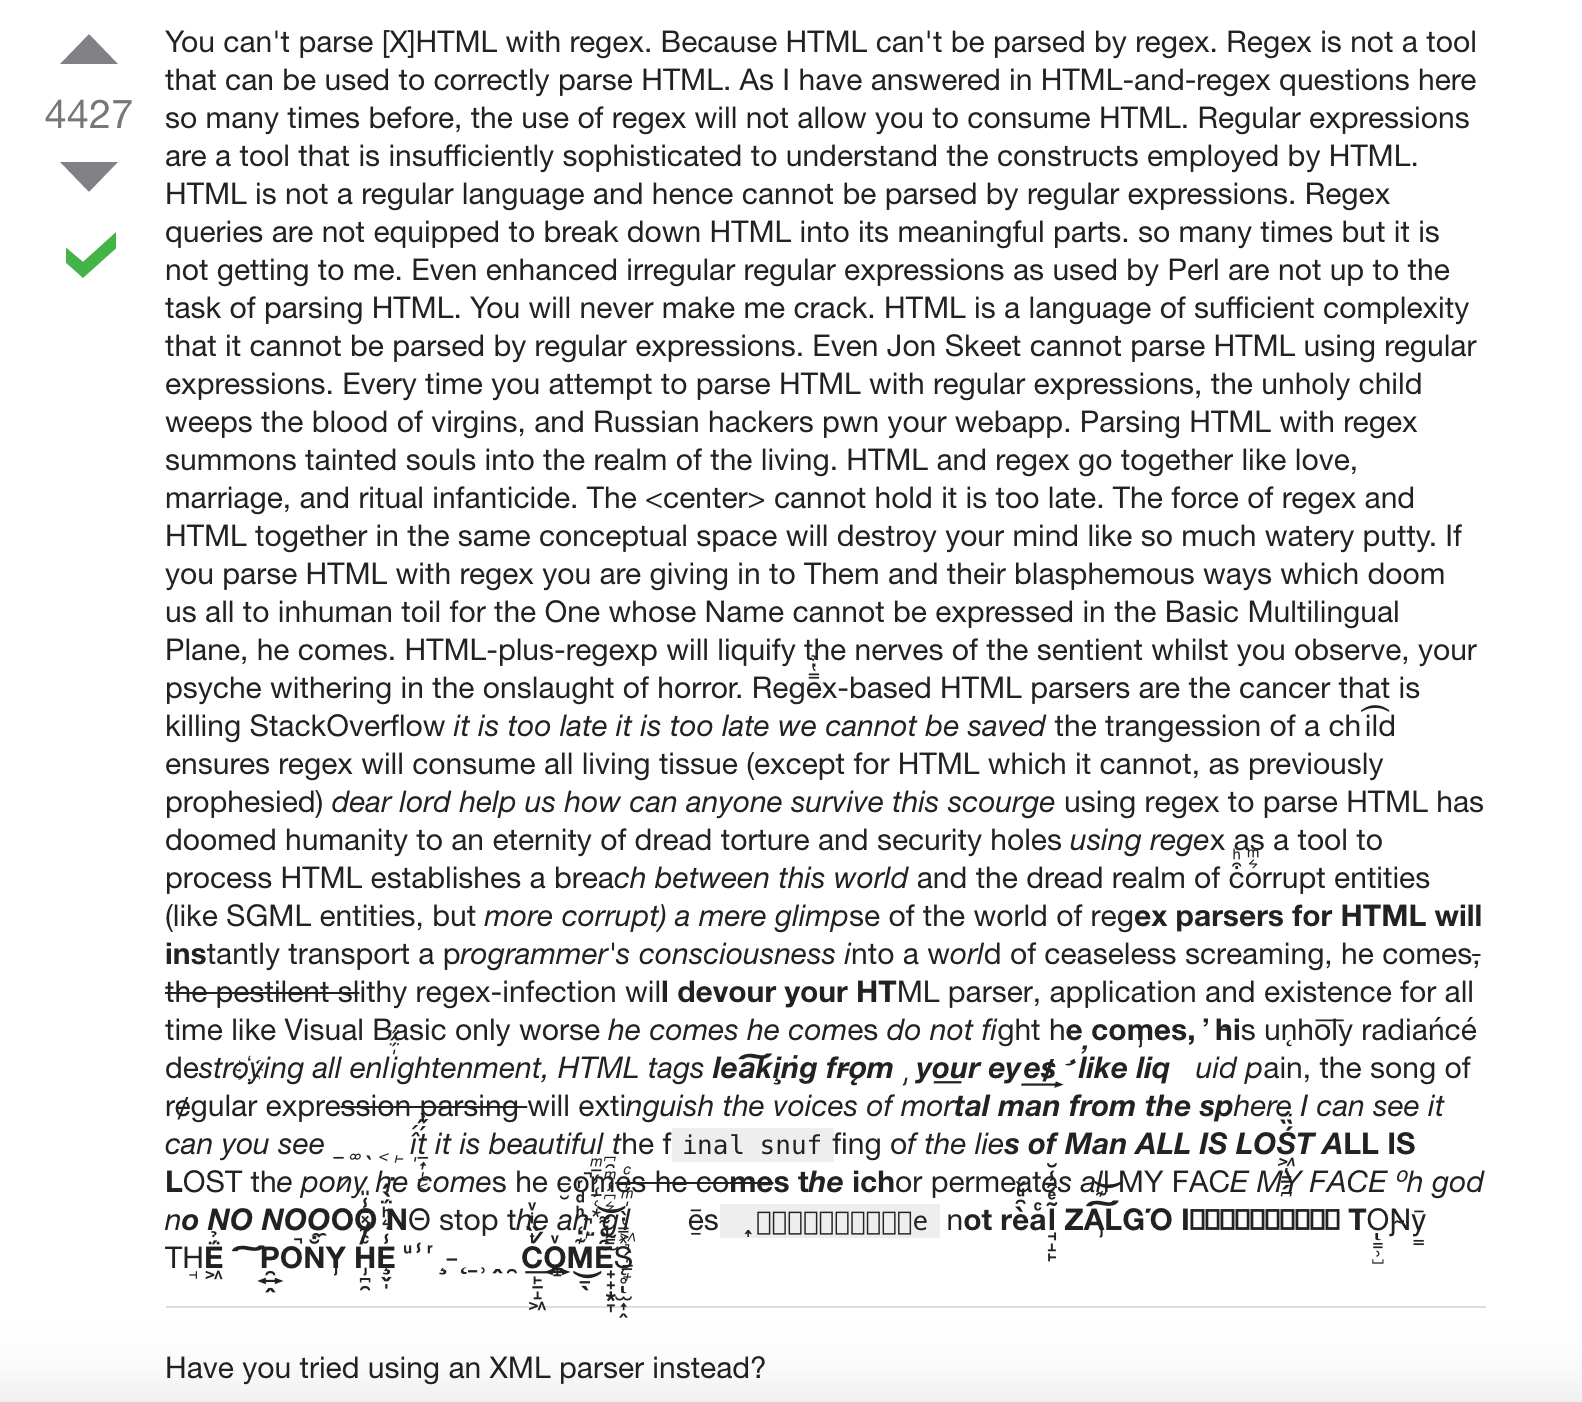 4427
You can't parse [X]HTML with regex. Because HTML can't be parsed by regex. Regex is not a tool
that can be used to correctly parse HTML. As I have answered in HTML-and-regex questions here
so many times before, the use of regex will not allow you to consume HTML. Regular expressions
are a tool that is insufficiently sophisticated to understand the constructs employed by HTML.
HTML is not a regular language and hence cannot be parsed by regular expressions. Regex
queries are not equipped to break down HTML into its meaningful parts. so many times but it is
not getting to me. Even enhanced irregular regular expressions as used by Perl are not up to the
task of parsing HTML. You will never make me crack. HTML is a language of sufficient complexity
that it cannot be parsed by regular expressions. Even Jon Skeet cannot parse HTML using regular
expressions. Every time you attempt to parse HTML with regular expressions, the unholy child
weeps the blood of virgins, and Russian hackers pwn your webapp. Parsing HTML with regex
summons tainted souls into the realm of the living. HTML and regex go together like love,
marriage, and ritual infanticide. The <center> cannot hold it is too late. The force of regex and
HTML together in the same conceptual space will destroy your mind like so much watery putty. If
you parse HTML with regex you are giving in to Them and their blasphemous ways which doom
us all to inhuman toil for the One whose Name cannot be expressed in the Basic Multilingual
Plane, he comes. HTML-plus-regexp will liquify the nerves of the sentient whilst you observe, your
psyche withering in the onslaught of horror. Regex-based HTML parsers are the cancer that is
killing StackOverflow it is too late it is too late we cannot be saved the trangession of a chi͡ld
ensures regex will consume all living tissue (except for HTML which it cannot, as previously
prophesied) dear lord help us how can anyone survive this scourge using regex to parse HTML has
doomed humanity to an eternity of dread torture and security holes using regex as a tool to
process HTML establishes a breach between this world and the dread realm of corrupt entities
(like SGML entities, but more corrupt) a mere glimpse of the world of regex parsers for HTML will
instantly transport a programmer's consciousness into a world of ceaseless screaming, he comes,
the pestilent slithy regex-infection will devour your HTML parser, application and existence for all
time like Visual Basic only worse he comes he comes do not fight he comes, ̕his unholy radiańcé
destroying all enlightenment, HTML tags leaking from ̡your eyes ̸like liquid pain, the song of
regular expression parsing will extinguish the voices of mortal man from the sphere I can see it
can you see it it is beautiful the f inal snuf fing of the lies of Man ALL IS LOST ALL IS
LOST the pony he comes he comes he comes the ichor permeates all MY FACE MY FACE ᵒh god
no NO NOOOO NΘ stop the an es e not real ZALGO I TONy
THE PONY HE COMES
Have you tried using an XML parser instead?